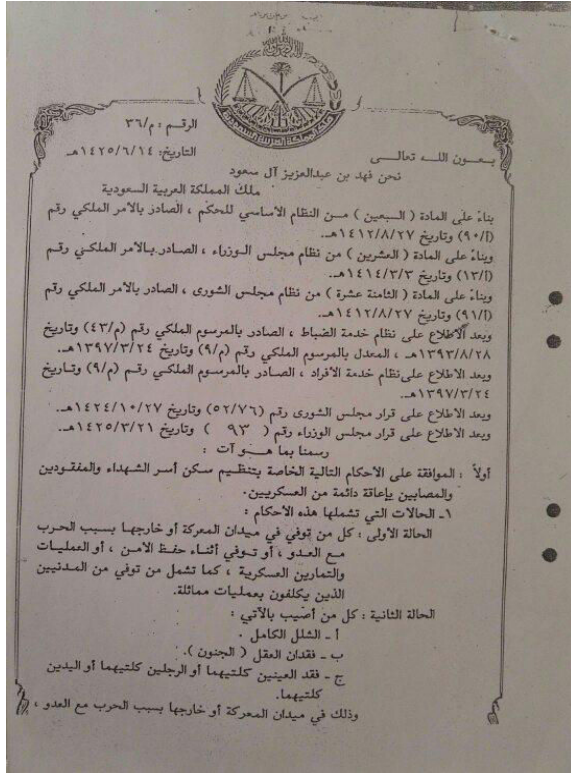 الرقم : م/٣٦
التاريخ: ١٤٢٥/٦/١٤هـ
بعون الله تعالى
نحن فهد بن عبدالعزيز آل سعود
ملك المملكة العربية السعودية
بناءً على المادة ( السبعين ) من النظام الاساسي للحكم ، الصادر بالامر الملكي رقم
(أ/٩٠) وتاريخ ١٤١٢/٨/٢٧هـ.
وبناءً على المادة ( العشرين ) من نظام مجلس الوزراء ، الصادر بالامر الملكي رقم
(أ/١٣) وتاريخ ١٤١٤/٣/٣هـ.
وبناءً على المادة ( الثامنة عشرة ) من نظام مجلس الشورى ، الصادر بالامر الملكي رقم
(أ/٩١) وتاريخ ١٤١٢/٨/٢٧هـ.
وبعد الاطلاع على نظام خدمة الضباط ، الصادر بالمرسوم الملكي رقم (م/٤٣) وتاريخ
١٣٩٣/٨/٢٨هـ ، المعدل بالمرسوم الملكي رقم (م/٩) وتاريخ ١٣٩٧/٣/٢٤هـ.
وبعد الاطلاع على نظام خدمة الأفراد ، الصادر بالمرسوم الملكي رقم (م/٩) وتاريخ
١٣٩٧/٣/٢٤هـ.
وبعد الاطلاع على قرار مجلس الشورى رقم (٥٢/٧٦) وتاريخ ١٤٢٤/١٠/٢٧هـ.
وبعد الاطلاع على قرار مجلس الوزراء رقم ( ٩٣ ) وتاريخ ١٤٢٥/٣/٢١هـ.
رسمنا بما هو آت :
أولاً : الموافقة على الاحكام التالية الخاصة بتنظيم سكن أسر الشهداء والمفقودين
والمصابين بإعاقة دائمة من العسكريين.
١ـ الحالات التي تشملها هذه الأحكام :
الحالة الاولى : كل من توفي في ميدان المعركة أو خارجها بسبب الحرب
مع العدو ، أو توفي أثناء حفظ الامن ، أو العمليات
والتمارين العسكرية ، كما تشمل من توفي من المدنيين
الذين يكلفون بعمليات مماثلة.
الحالة الثانية : كل من أصيب بالآتي :
أ ـ الشلل الكامل .
ب ـ فقدان العقل ( الجنون ).
ج ـ فقد العينين كلتيهما أو الرجلين كلتيهما أو اليدين
كلتيهما.
وذلك في ميدان المعركة أو خارجها بسبب الحرب مع العدو ،